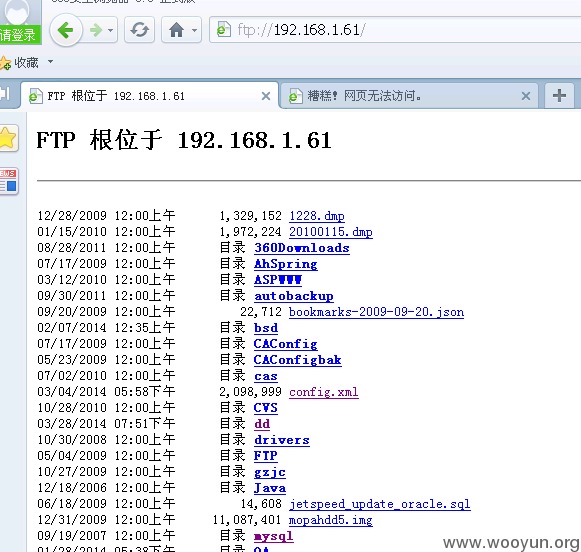 请登录
ftp://192.168.1.61/
收藏
FTP 根位于 192.168.1.61
糟糕！网页无法访问。
FTP 根位于 192.168.1.61
NEWS
12/28/2009 12:00上午 1,329,152 1228.dmp
01/15/2010 12:00上午 1,972,224 20100115.dmp
08/28/2011 12:00上午 目录 360Downloads
07/17/2009 12:00上午 目录 AhSpring
03/12/2010 12:00上午 目录 ASPWWW
09/30/2011 12:00上午 目录 autobackup
09/20/2009 12:00上午 22,712 bookmarks-2009-09-20.json
02/07/2014 12:35上午 目录 bsd
07/17/2009 12:00上午 目录 CAConfig
05/23/2009 12:00上午 目录 CAConfigbak
07/02/2010 12:00上午 目录 cas
03/04/2014 05:58下午 2,098,999 config.xml
10/28/2010 12:00上午 目录 CVS
03/28/2014 07:51下午 目录 dd
10/30/2008 12:00上午 目录 drivers
05/04/2009 12:00上午 目录 FTP
10/27/2009 12:00上午 目录 gzjc
12/18/2006 12:00上午 目录 Java
06/18/2009 12:00上午 14,608 jetspeed_update_oracle.sql
12/31/2009 12:00上午 11,087,401 mopahdd5.img
09/19/2007 12:00上午 目录 mysql
www.wooyun.org